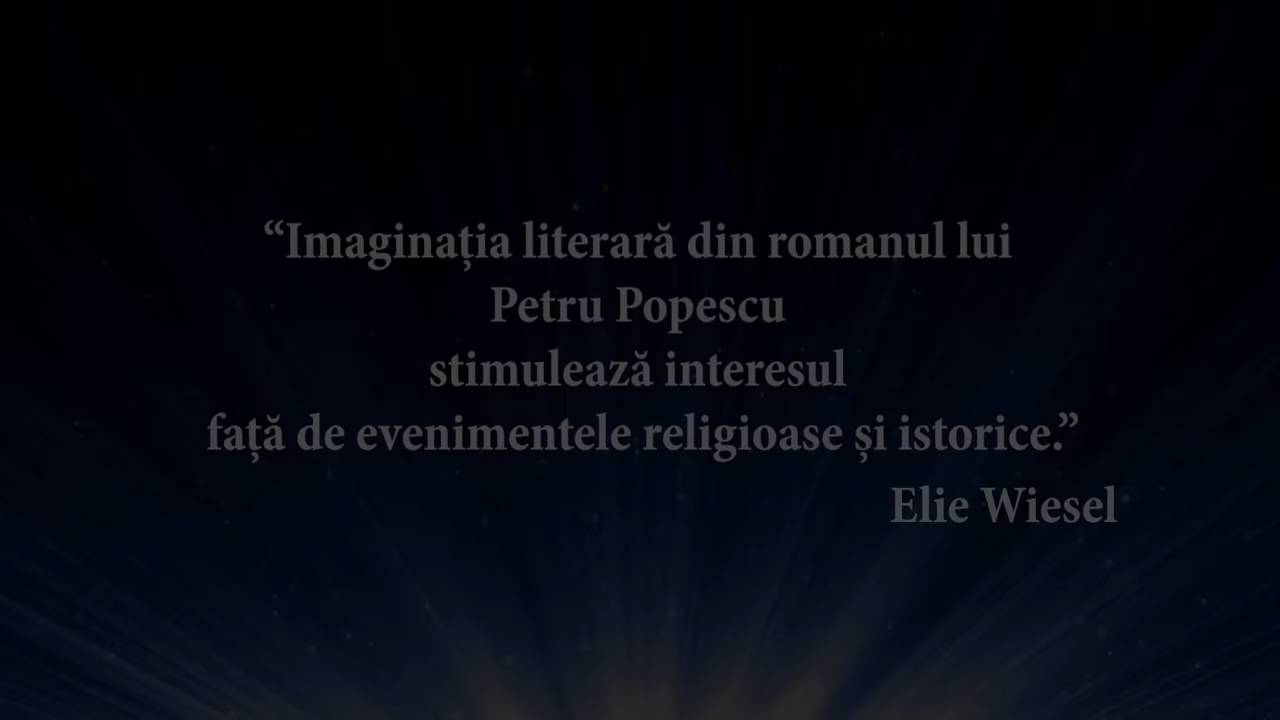 “Imaginația literară din romanul lui
Petru Popescu
stimulează interesul
față de evenimentele religioase și istorice.”
Elie Wiesel